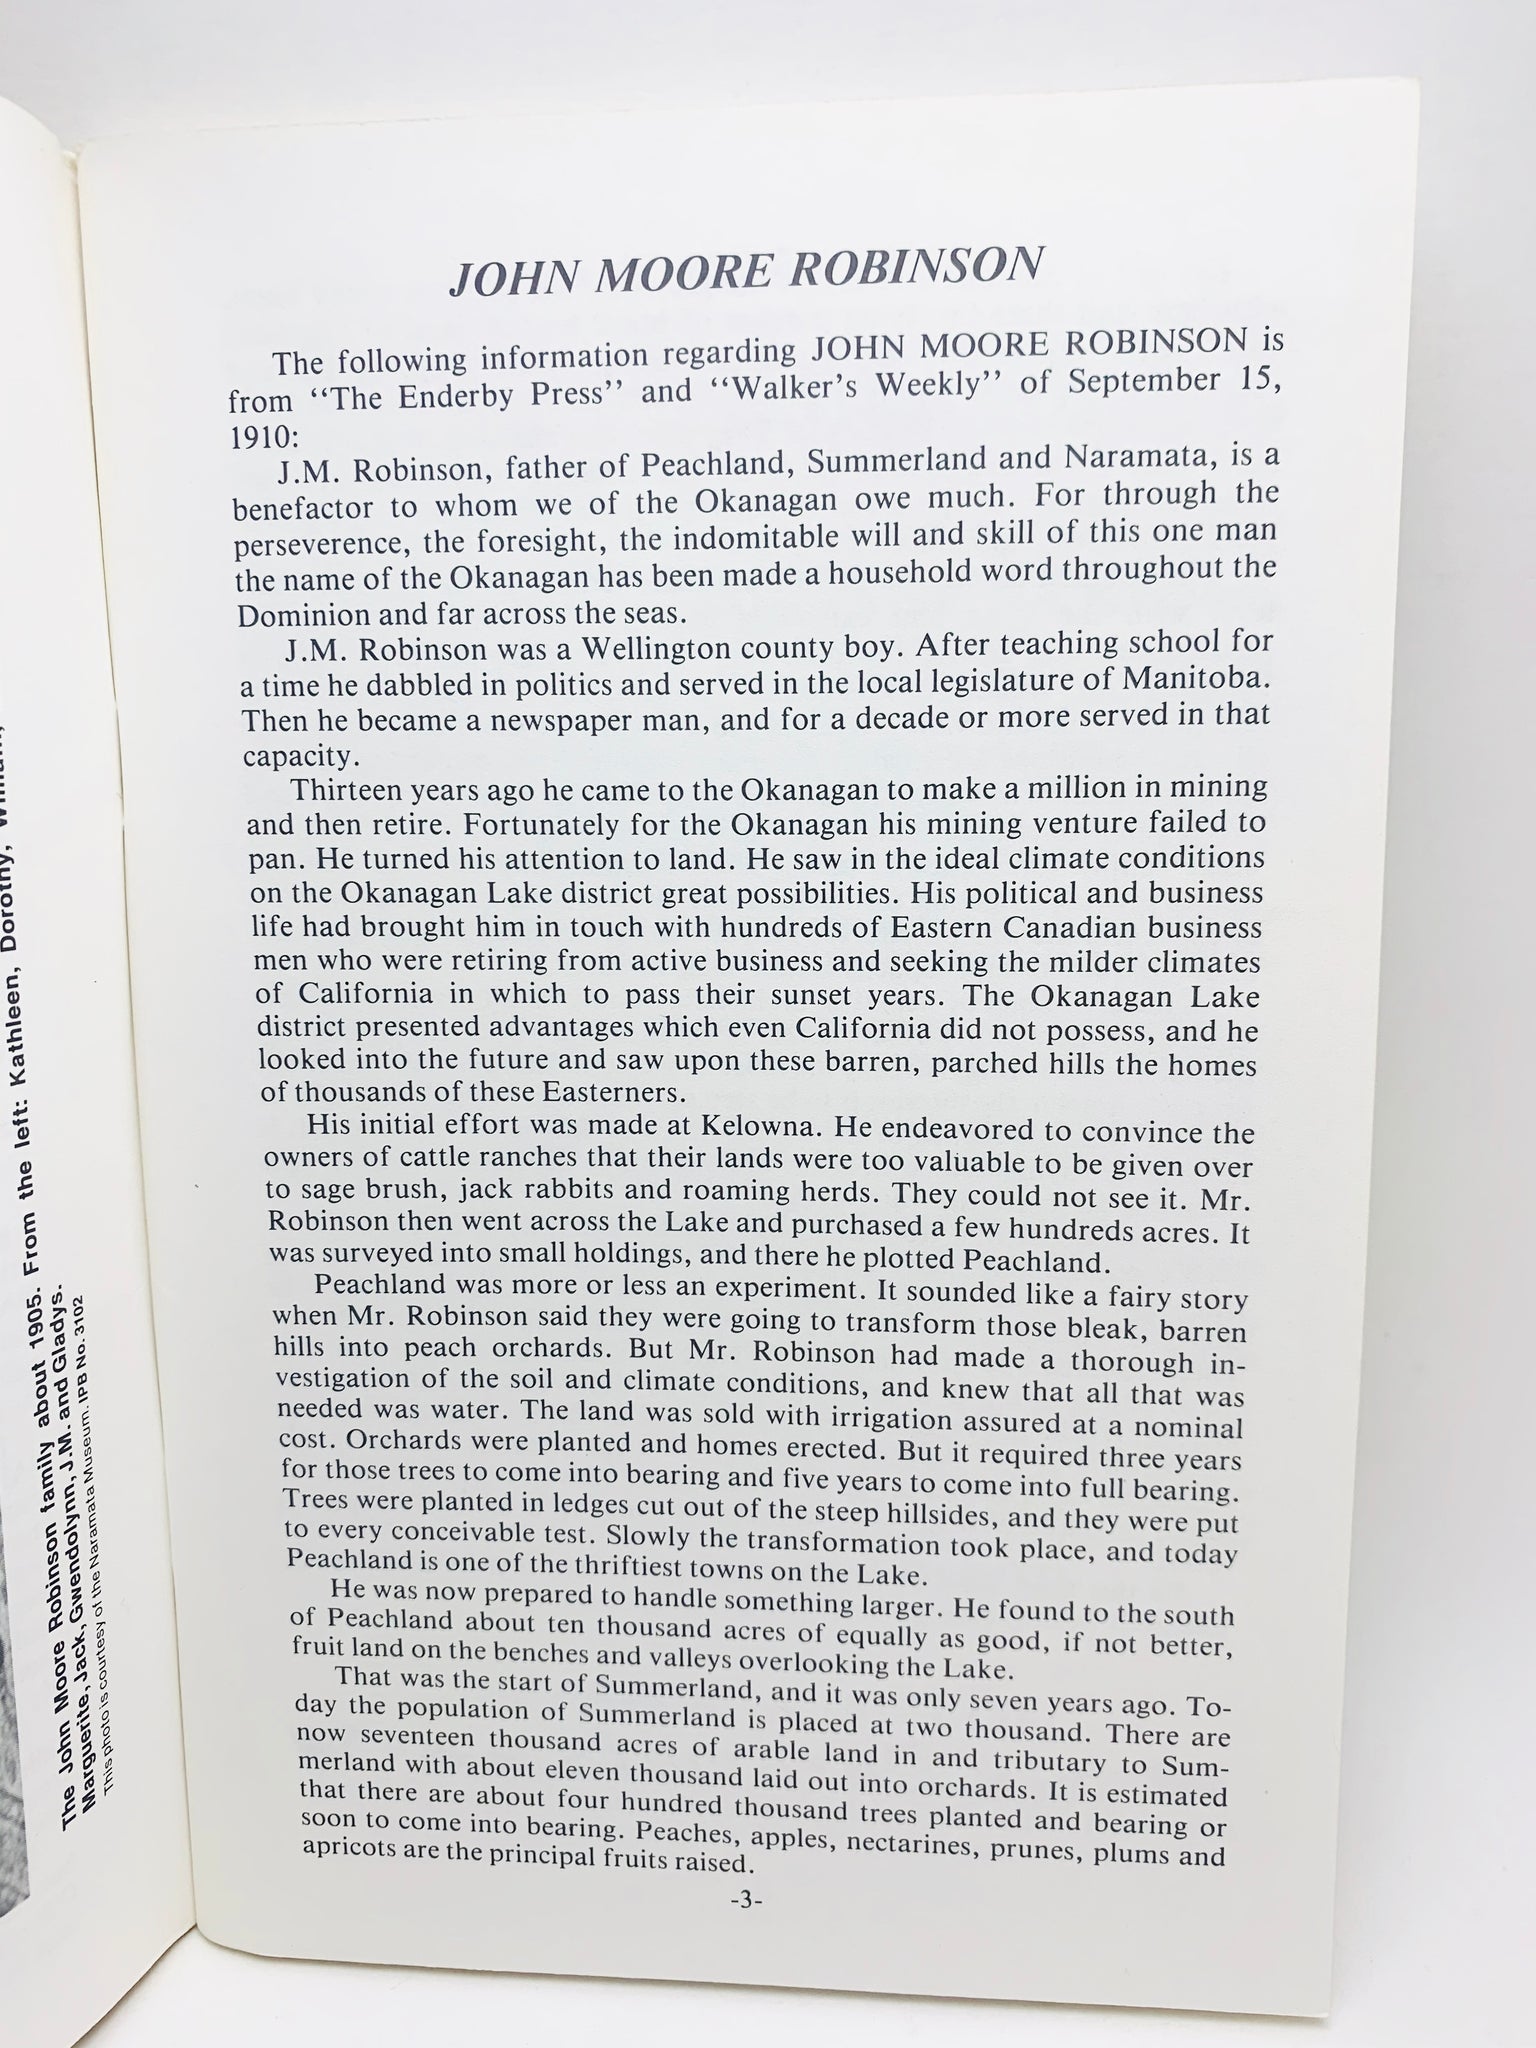 The John Moore Robinson family about 1905. From the left: Kathleen, Dorothy,
Marguerite, Jack, Gwendolynn, J.M. and Gladys.
This photo is courtesy of the Naramata Museum. IPB No. 3102
JOHN MOORE ROBINSON
The following information regarding JOHN MOORE ROBINSON is
from “The Enderby Press” and “Walker’s Weekly” of September 15,
1910:
J.M. Robinson, father of Peachland, Summerland and Naramata, is a
benefactor to whom we of the Okanagan owe much. For through the
perseverence, the foresight, the indomitable will and skill of this one man
the name of the Okanagan has been made a household word throughout the
Dominion and far across the seas.
J.M. Robinson was a Wellington county boy. After teaching school for
a time he dabbled in politics and served in the local legislature of Manitoba.
Then he became a newspaper man, and for a decade or more served in that
capacity.
Thirteen years ago he came to the Okanagan to make a million in mining
and then retire. Fortunately for the Okanagan his mining venture failed to
pan. He turned his attention to land. He saw in the ideal climate conditions
on the Okanagan Lake district great possibilities. His political and business
life had brought him in touch with hundreds of Eastern Canadian business
men who were retiring from active business and seeking the milder climates
of California in which to pass their sunset years. The Okanagan Lake
district presented advantages which even California did not possess, and he
looked into the future and saw upon these barren, parched hills the homes
of thousands of these Easterners.
His initial effort was made at Kelowna. He endeavored to convince the
owners of cattle ranches that their lands were too valuable to be given over
to sage brush, jack rabbits and roaming herds. They could not see it. Mr.
Robinson then went across the Lake and purchased a few hundreds acres. It
was surveyed into small holdings, and there he plotted Peachland.
Peachland was more or less an experiment. It sounded like a fairy story
when Mr. Robinson said they were going to transform those bleak, barren
hills into peach orchards. But Mr. Robinson had made a thorough in-
vestigation of the soil and climate conditions, and knew that all that was
needed was water. The land was sold with irrigation assured at a nominal
cost. Orchards were planted and homes erected. But it required three years
for those trees to come into bearing and five years to come into full bearing.
Trees were planted in ledges cut out of the steep hillsides, and they were put
to every conceivable test. Slowly the transformation took place, and today
Peachland is one of the thriftiest towns on the Lake.
He was now prepared to handle something larger. He found to the south
of Peachland about ten thousand acres of equally as good, if not better,
fruit land on the benches and valleys overlooking the Lake.
That was the start of Summerland, and it was only seven years ago. To-
day the population of Summerland is placed at two thousand. There are
now seventeen thousand acres of arable land in and tributary to Sum-
merland with about eleven thousand laid out into orchards. It is estimated
that there are about four hundred thousand trees planted and bearing or
soon to come into bearing. Peaches, apples, nectarines, prunes, plums and
apricots are the principal fruits raised.
-3-